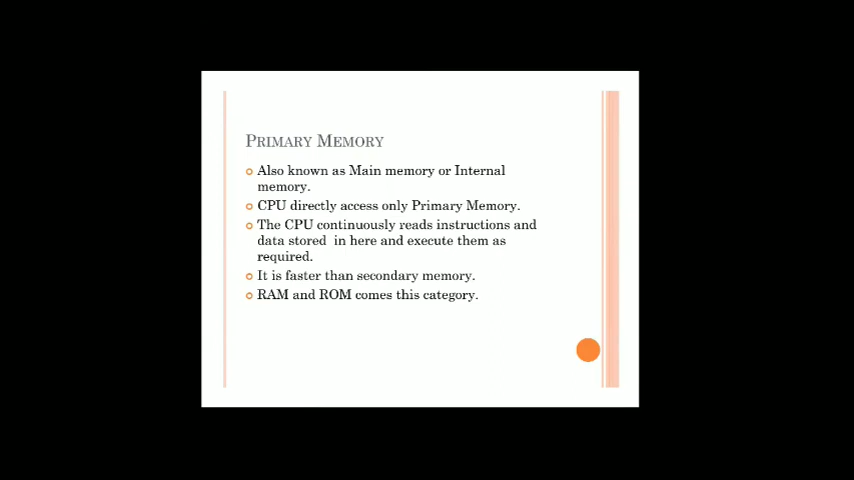 PRIMARY MEMORY
Also known as Main memory or Internal
memory.
CPU directly access only Primary Memory.
The CPU continuously reads instructions and
data stored in here and execute them as
required.
It is faster than secondary memory.
RAM and ROM comes this category.